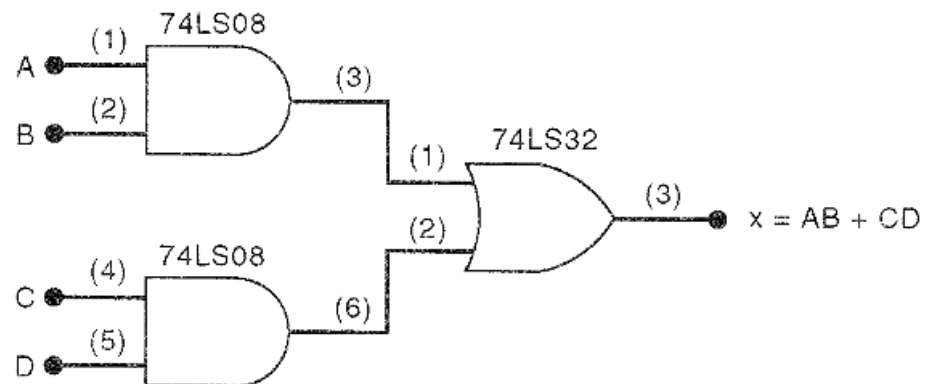 74LS08
A (1)
(3)
B (2)
74LS32
(1)
(3)
x = AB + CD
(2)
74LS08
C (4)
(6)
D (5)